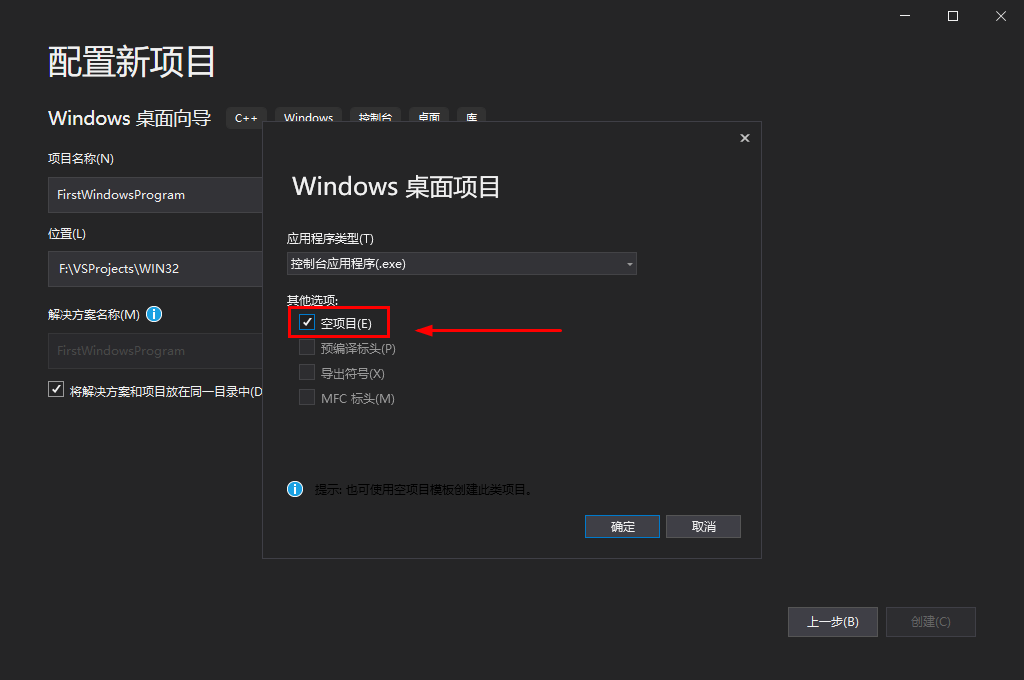 配置新项目
Windows 桌面向导 C++ Windows 控制台 桌面 库
项目名称(N)
FirstWindowsProgram
位置(L)
F:\VSProjects\WIN32
解决方案名称(M)
FirstWindowsProgram
将解决方案和项目放在同一目录中(D
Windows 桌面项目
应用程序类型(T)
控制台应用程序(.exe)
其他选项:
空项目(E)
预编译标头(P)
导出符号(X)
MFC 标头(M)
提示: 也可使用空项目模板创建此类项目。
确定 取消
上一步(B) 创建(C)